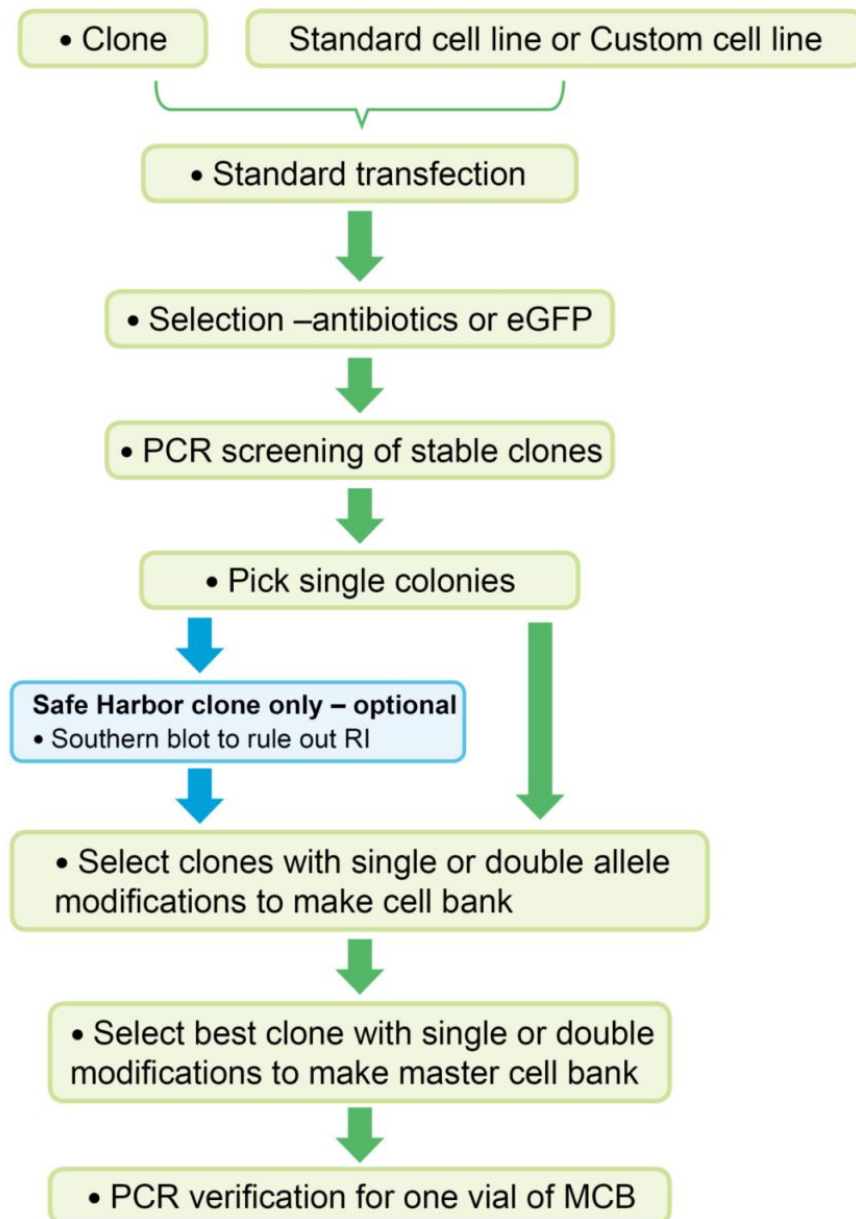 • Clone
Standard cell line or Custom cell line
• Standard transfection
• Selection –antibiotics or eGFP
• PCR screening of stable clones
• Pick single colonies
Safe Harbor clone only – optional
• Southern blot to rule out RI
• Select clones with single or double allele
modifications to make cell bank
• Select best clone with single or double
modifications to make master cell bank
• PCR verification for one vial of MCB